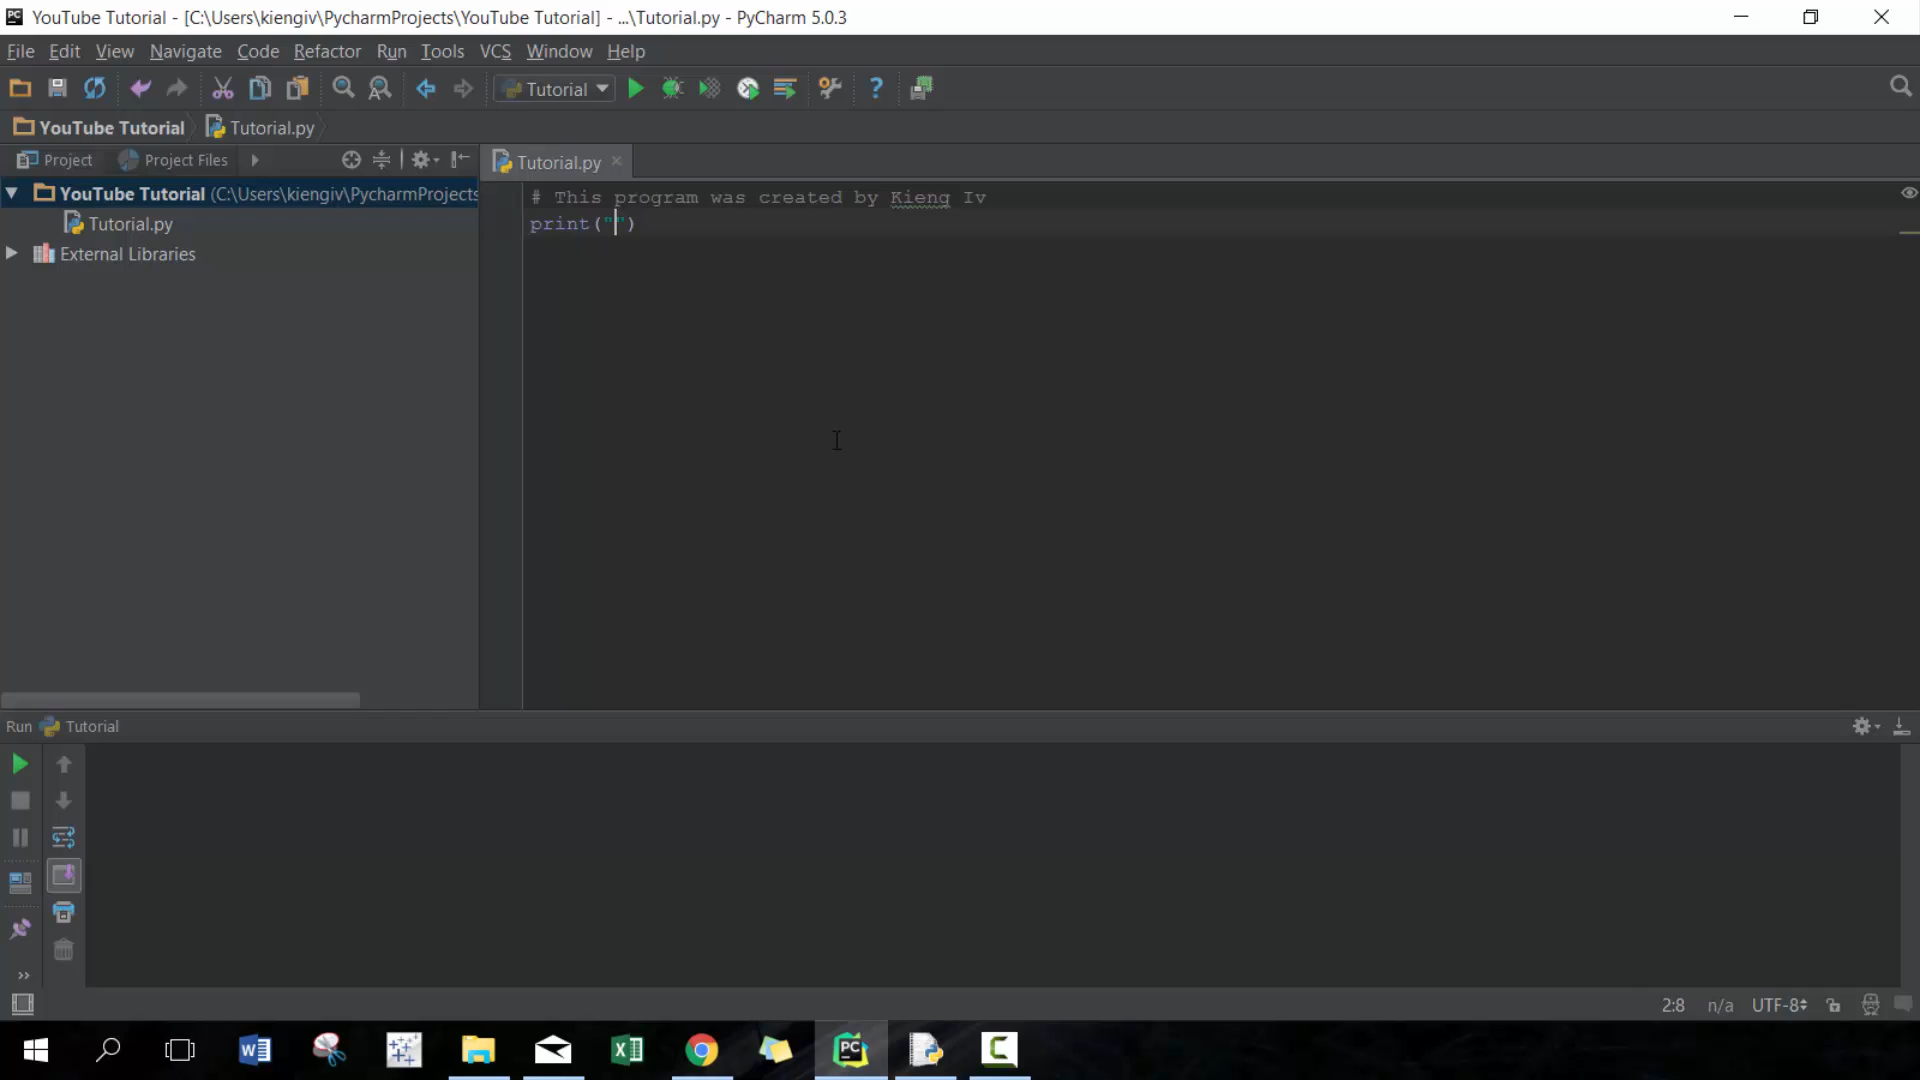 YouTube Tutorial - [C:\Users\kiengiv\PycharmProjects\YouTube Tutorial] - ...\Tutorial.py - PyCharm 5.0.3
File Edit View Navigate Code Refactor Run Tools VCS Window Help
Tutorial
YouTube Tutorial Tutorial.py
Project Project Files Tutorial.py
YouTube Tutorial (C:\Users\kiengiv\PycharmProjects
Tutorial.py
External Libraries
# This program was created by Kieng Iv
print("")
Run Tutorial
2:8 n/a UTF-8